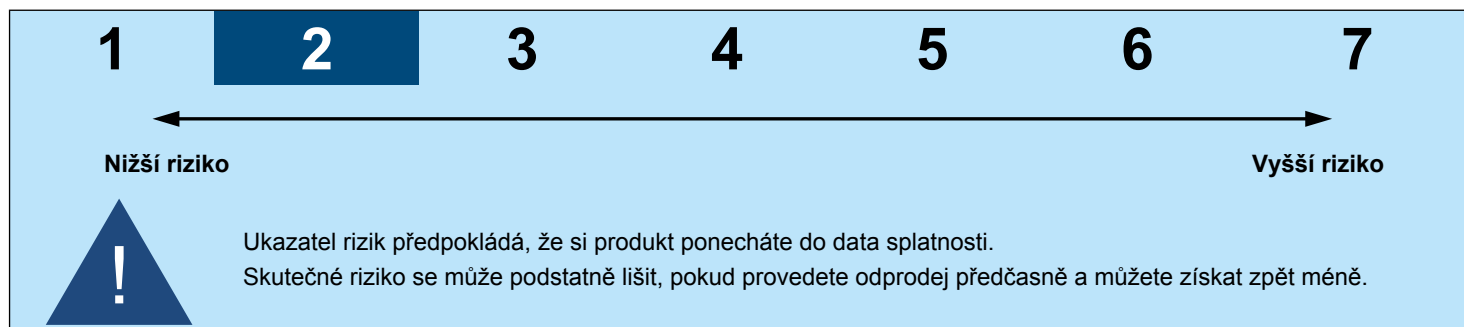 1 2 3 4 5 6 7
Nižší riziko Vyšší riziko
!
Ukazatel rizik předpokládá, že si produkt ponecháte do data splatnosti.
Skutečné riziko se může podstatně lišit, pokud provedete odprodej předčasně a můžete získat zpět méně.